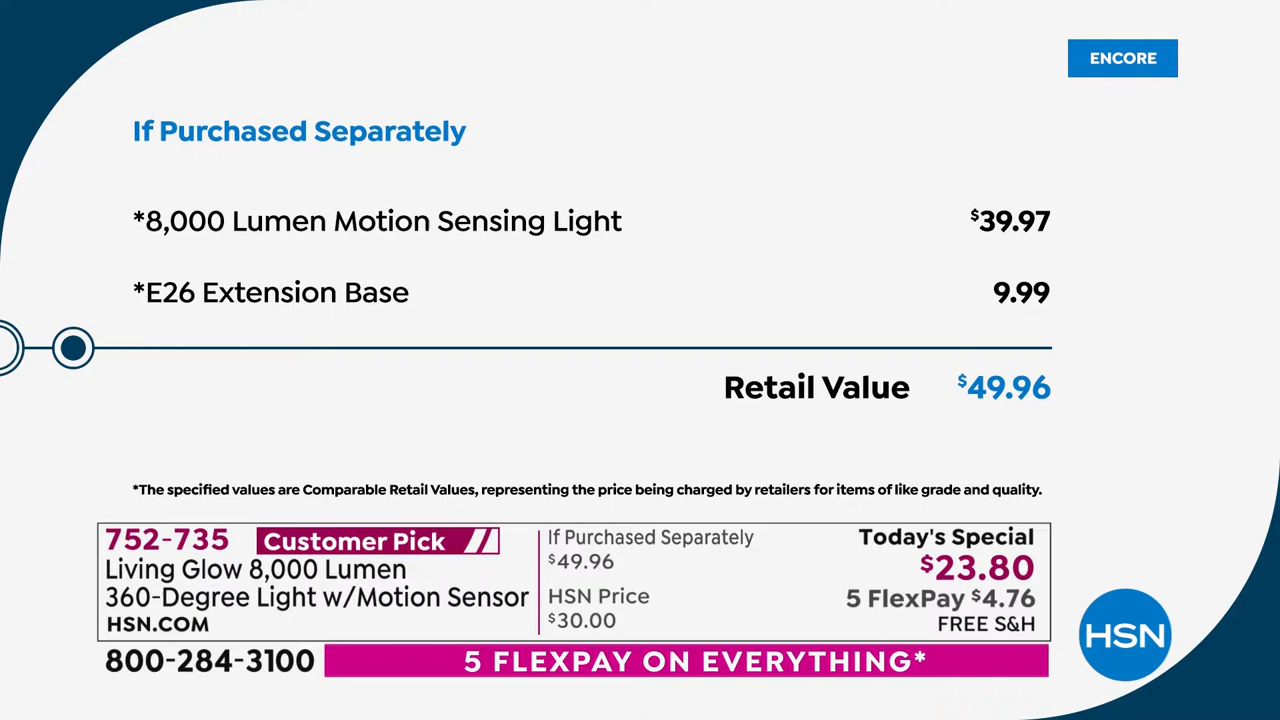 ENCORE
If Purchased Separately
*8,000 Lumen Motion Sensing Light $39.97
*E26 Extension Base 9.99
Retail Value $49.96
*The specified values are Comparable Retail Values, representing the price being charged by retailers for items of like grade and quality.
752-735 Customer Pick
Living Glow 8,000 Lumen
360-Degree Light w/Motion Sensor
HSN.COM
If Purchased Separately
$49.96
HSN Price
$30.00
Today's Special
$23.80
5 FlexPay $4.76
FREE S&H
HSN
800-284-3100 5 FLEXPAY ON EVERYTHING*